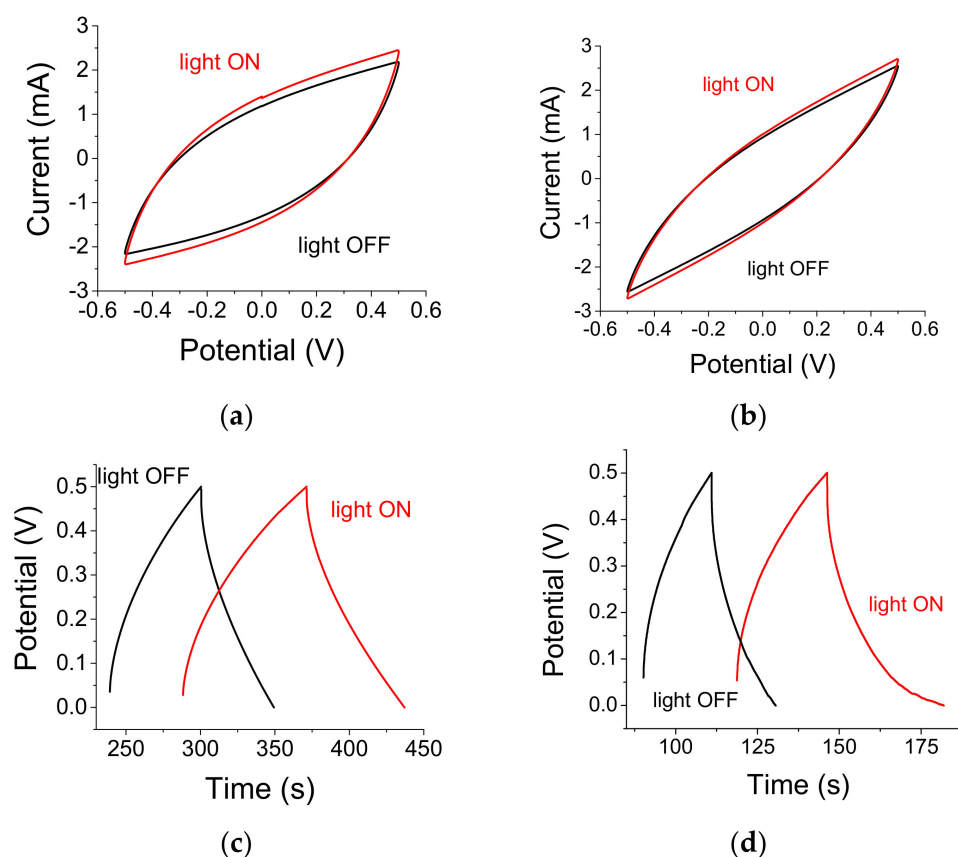 3
2
1
0
-1
-2
-3
Current (mA)
light ON
light OFF
-0.6 -0.4 -0.2 0.0 0.2 0.4 0.6
Potential (V)
(a)
3
2
1
0
-1
-2
-3
Current (mA)
light ON
light OFF
-0.6 -0.4 -0.2 0.0 0.2 0.4 0.6
Potential (V)
(b)
light OFF
light ON
0.5
0.4
0.3
0.2
0.1
0.0
Potential (V)
250 300 350 400 450
Time (s)
(c)
0.5
0.4
0.3
0.2
0.1
0.0
Potential (V)
light ON
light OFF
100 125 150 175
Time (s)
(d)